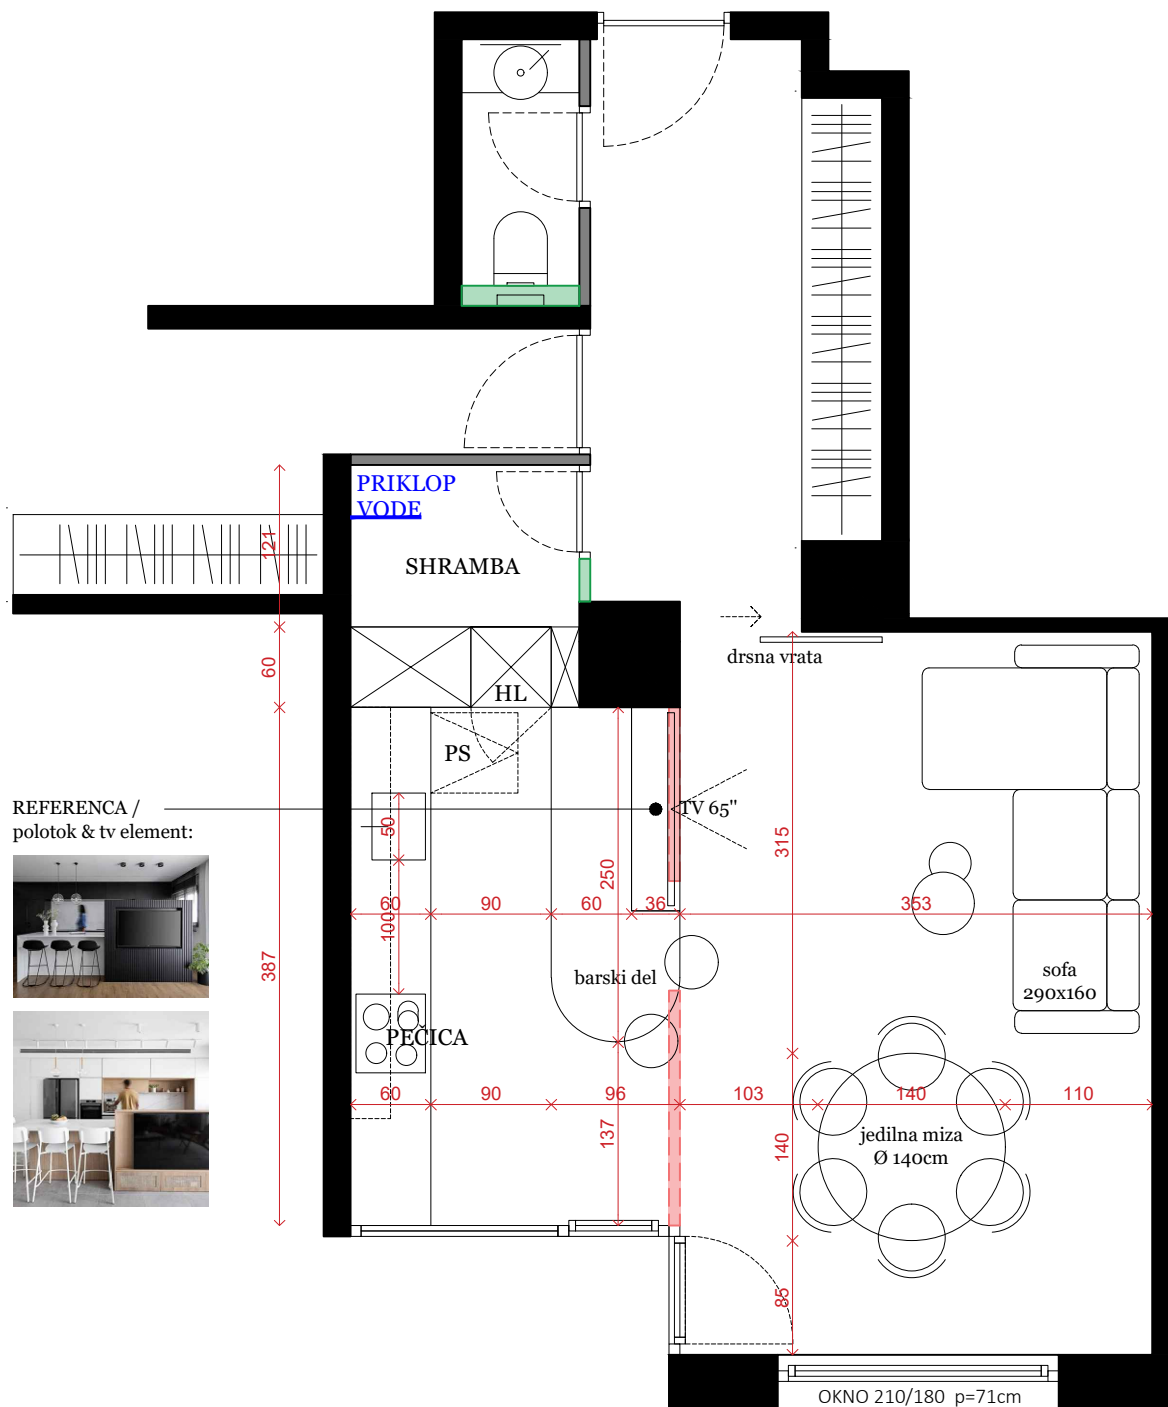 PRIKLOP
VODE
121
SHRAMBA
60
drsna vrata
HL
PS
REFERENCA /
polotok & tv element:
TV 65"
50
315
250
60
90
60
36
353
100
387
barski del
sofa
290x160
PEČICA
60
90
96
103
140
110
137
140
jedilna miza
Ø 140cm
85
OKNO 210/180 p=71cm